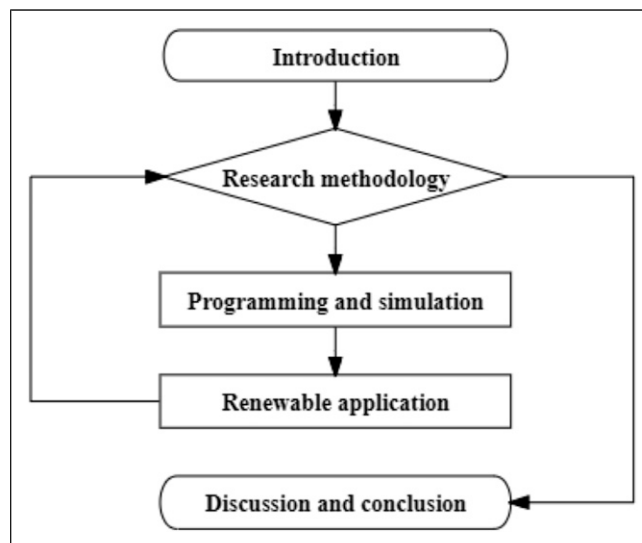 Introduction
Research methodology
Programming and simulation
Renewable application
Discussion and conclusion